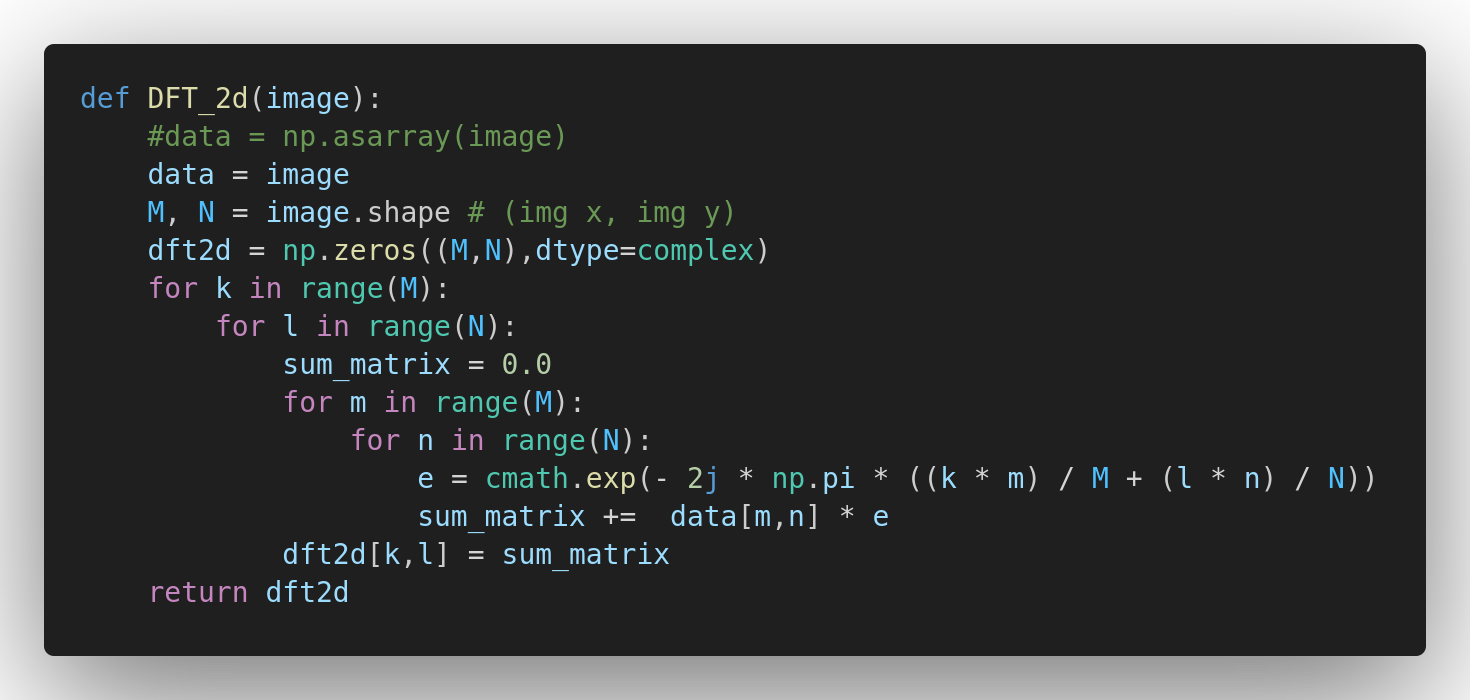 def DFT_2d(image):
    #data = np.asarray(image)
    data = image
    M, N = image.shape # (img x, img y)
    dft2d = np.zeros((M,N),dtype=complex)
    for k in range(M):
        for l in range(N):
            sum_matrix = 0.0
            for m in range(M):
                for n in range(N):
                    e = cmath.exp(- 2j * np.pi * ((k * m) / M + (l * n) / N))
                    sum_matrix +=  data[m,n] * e
            dft2d[k,l] = sum_matrix
    return dft2d